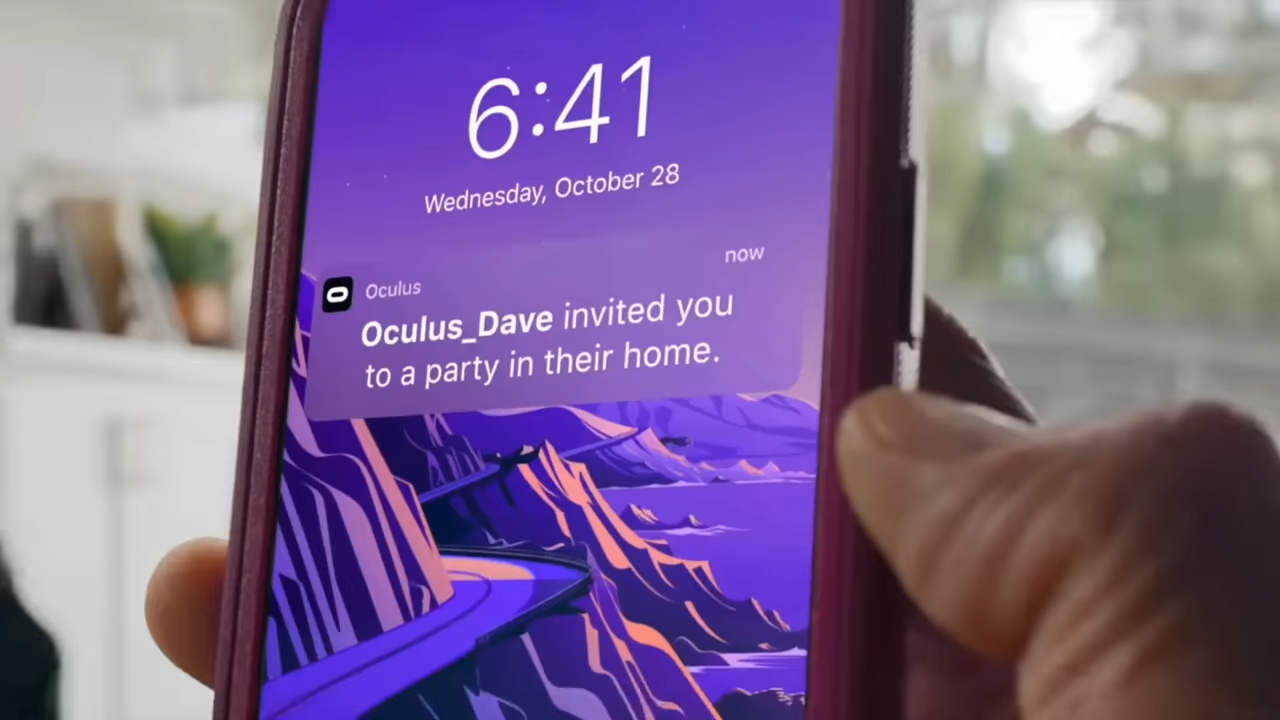 6:41
Wednesday, October 28
now
Oculus
Oculus_Dave invited you
to a party in their home.